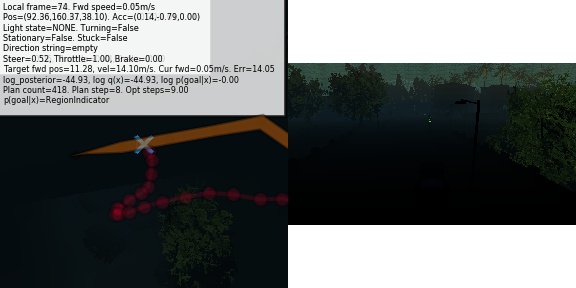 Local frame=74. Fwd speed=0.05m/s
Pos=(92.36,160.37,38.10). Acc=(0.14,-0.79,0.00)
Light state=NONE. Turning=False
Stationary=False. Stuck=False
Direction string=empty
Steer=0.52, Throttle=1.00, Brake=0.00
Target fwd pos=11.28, vel=14.10m/s. Cur fwd=0.05m/s. Err=14.05
log_posterior=-44.93, log q(x)=-44.93, log p(goal|x)=-0.00
Plan count=418. Plan step=8. Opt steps=9.00
p(goal|x)=RegionIndicator